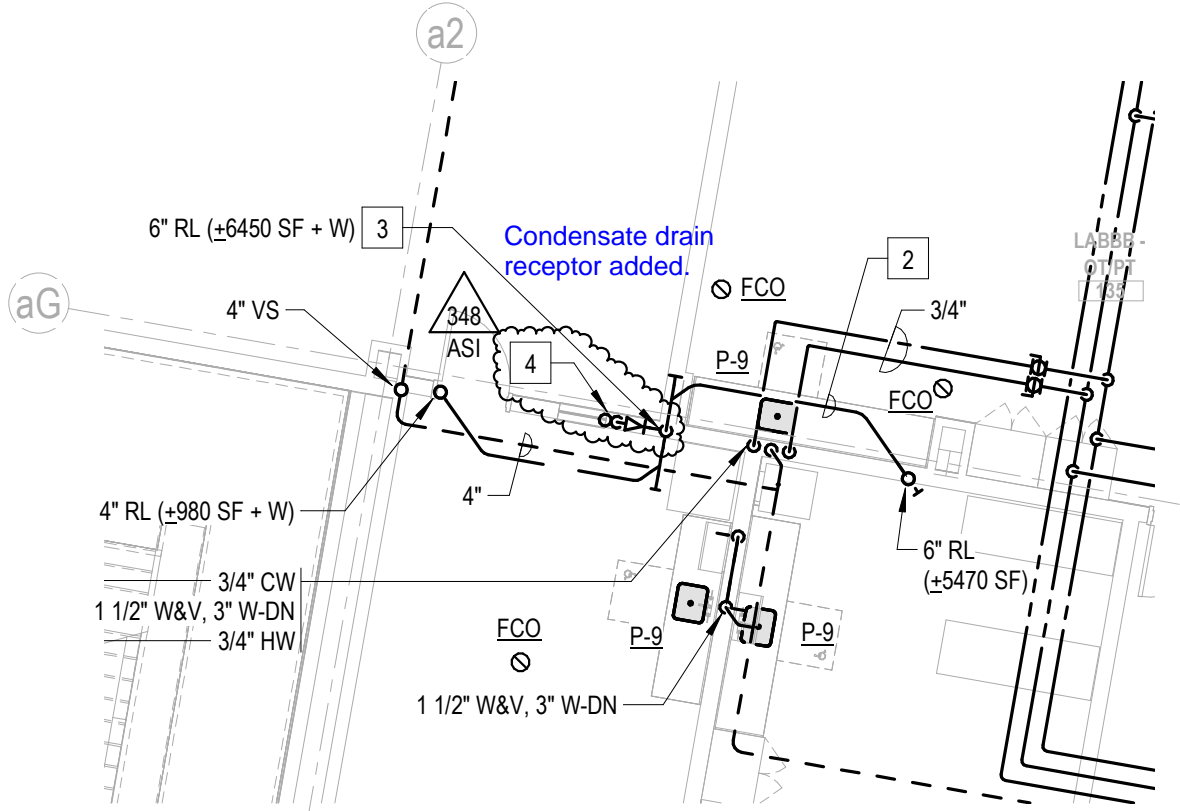 a2
6" RL (±6450 SF + W) 3
Condensate drain
receptor added.
2
LABBB -
OT/PT
135
aG
4" VS
348
ASI
4
FCO
3/4"
P-9
FCO
4"
4" RL (±980 SF + W)
6" RL
(±5470 SF)
3/4" CW
1 1/2" W&V, 3" W-DN
3/4" HW
FCO
P-9
P-9
1 1/2" W&V, 3" W-DN